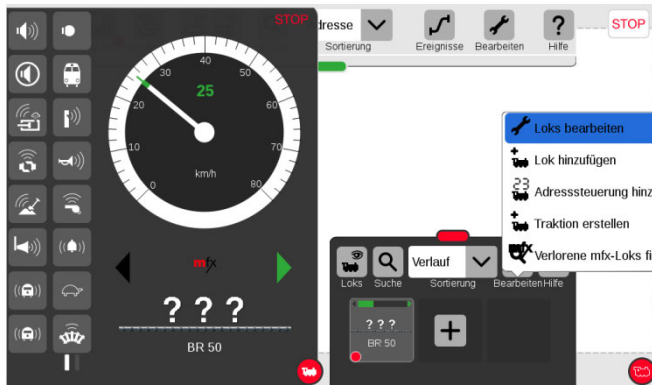 STOP
40
30
50
25
20
60
10
70
km/h
0
80
mfx
? ? ?
BR 50
dresse
Sortierung
Ereignisse
Bearbeiten
?
Hilfe
STOP
Loks bearbeiten
Lok hinzufügen
23
Adresssteuerung hinz
Traktion erstellen
mfx
Verlorene mfx-Loks fi
Verlauf
Loks
Suche
Sortierung
Bearbeiten
Hilfe
? ? ?
BR 50